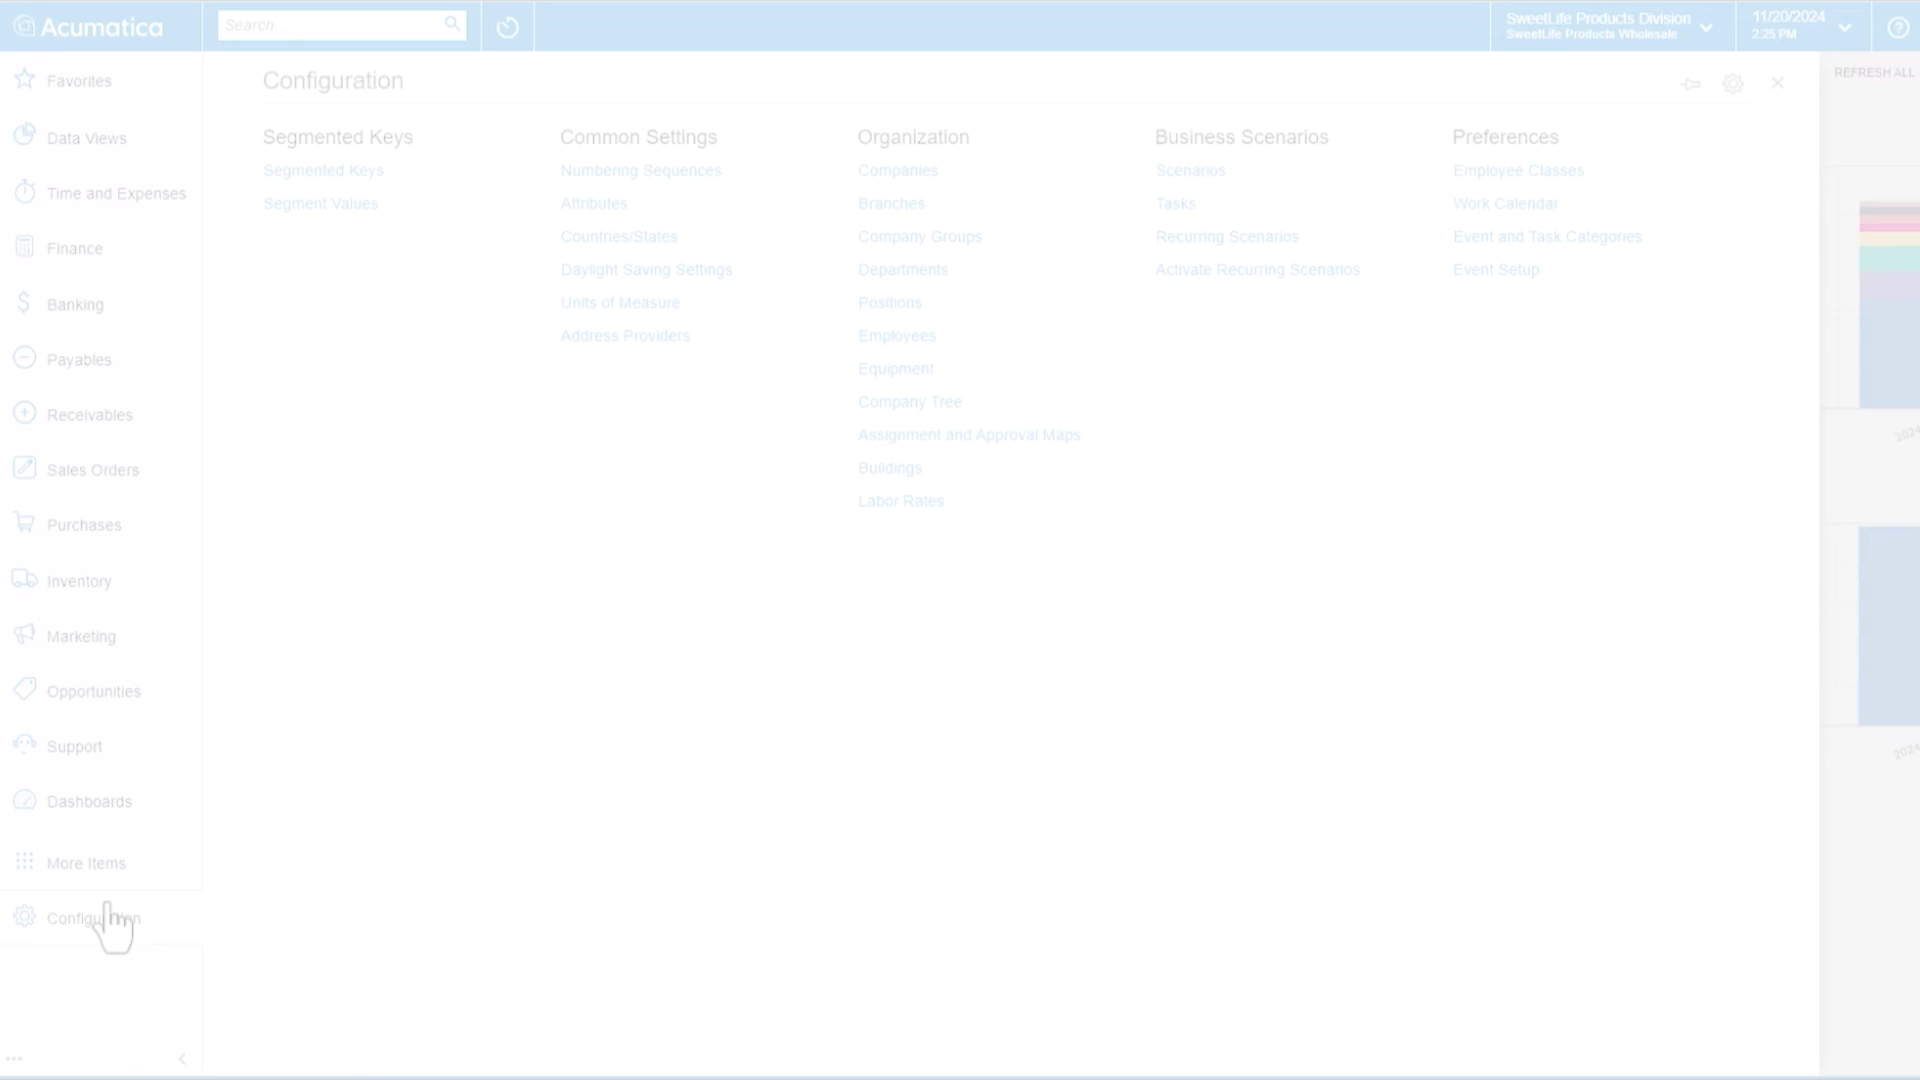 Acumatica
Search...
SweetLife Products Division
SweetLife Products Wholesale
11/20/2024
2:25 PM
REFRESH ALL
Favorites
Data Views
Time and Expenses
Finance
Banking
Payables
Receivables
Sales Orders
Purchases
Inventory
Marketing
Opportunities
Support
Dashboards
More Items
Configuration
Configuration
Segmented Keys
Segmented Keys
Segment Values
Common Settings
Numbering Sequences
Attributes
Countries/States
Daylight Saving Settings
Units of Measure
Address Providers
Organization
Companies
Branches
Company Groups
Departments
Positions
Employees
Equipment
Company Tree
Assignment and Approval Maps
Buildings
Labor Rates
Business Scenarios
Scenarios
Tasks
Recurring Scenarios
Activate Recurring Scenarios
Preferences
Employee Classes
Work Calendar
Event and Task Categories
Event Setup
2024
2024